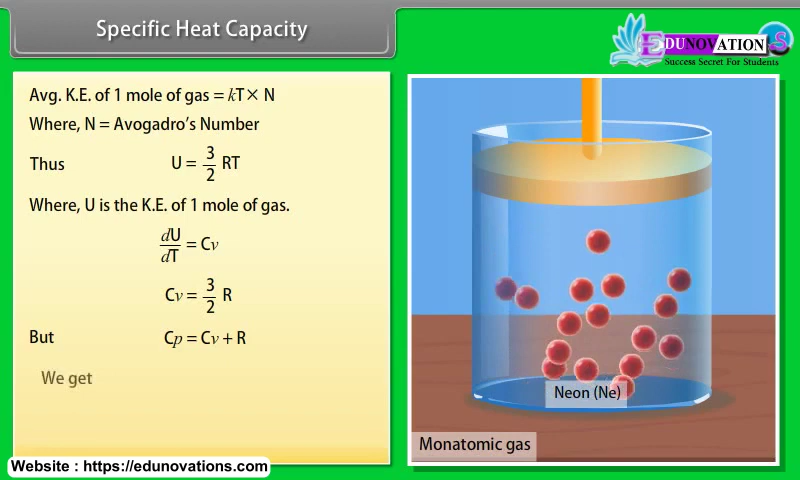 Specific Heat Capacity
EDUNOVATION
S
Success Secret For Students
Avg. K.E. of 1 mole of gas = kT × N
Where, N = Avogadro's Number
Thus U = 3/2 RT
Where, U is the K.E. of 1 mole of gas.
dU/dT = Cv
Cv = 3/2 R
But Cp = Cv + R
We get
Neon (Ne)
Monatomic gas
Website : https://edunovations.com